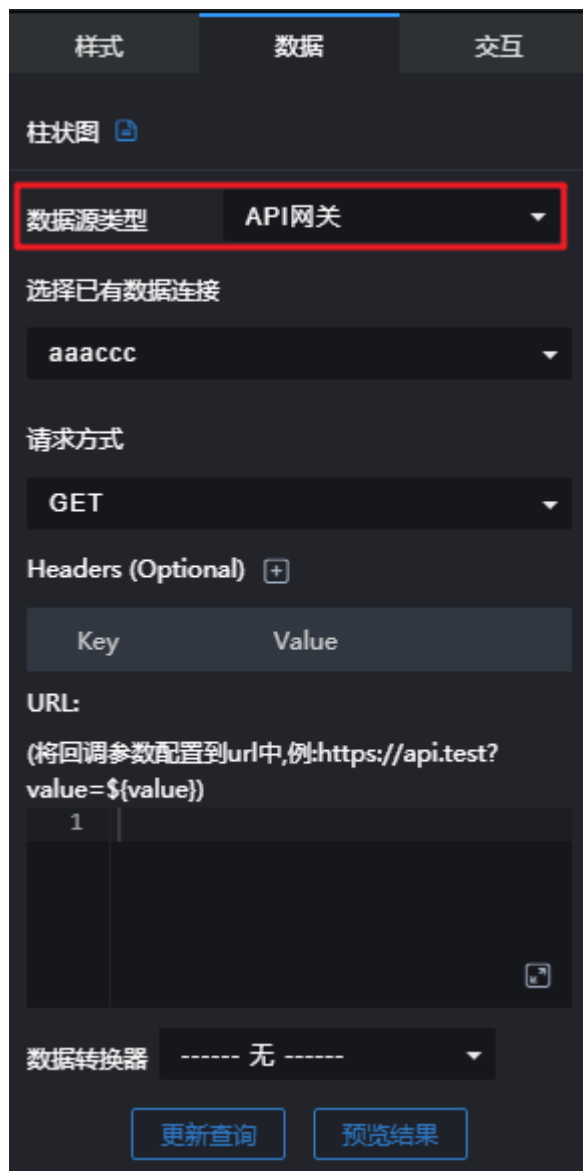 样式 数据 交互
柱状图
数据源类型 API网关
选择已有数据连接
aaaccc
请求方式
GET
Headers (Optional)
Key Value
URL:
(将回调参数配置到url中,例:https://api.test?
value=${value})
1
数据转换器 ------ 无 ------
更新查询 预览结果